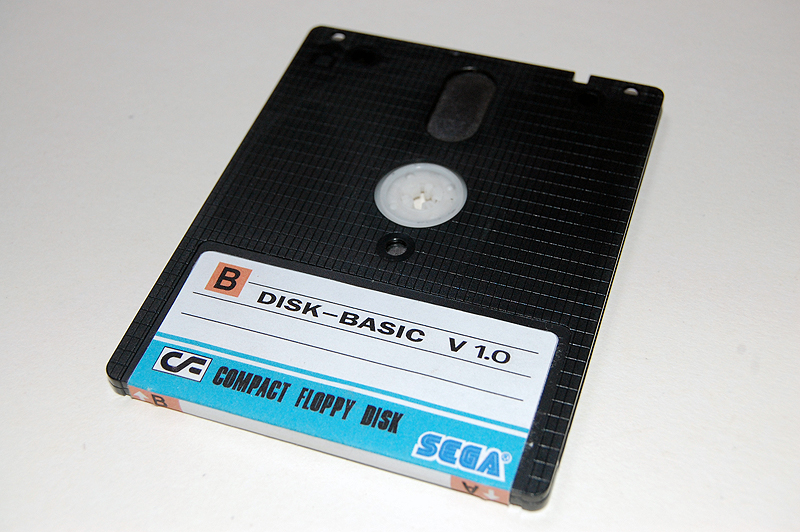 B
DISK-BASIC V 1.0
CF COMPACT FLOPPY DISK
SEGA®
B
A